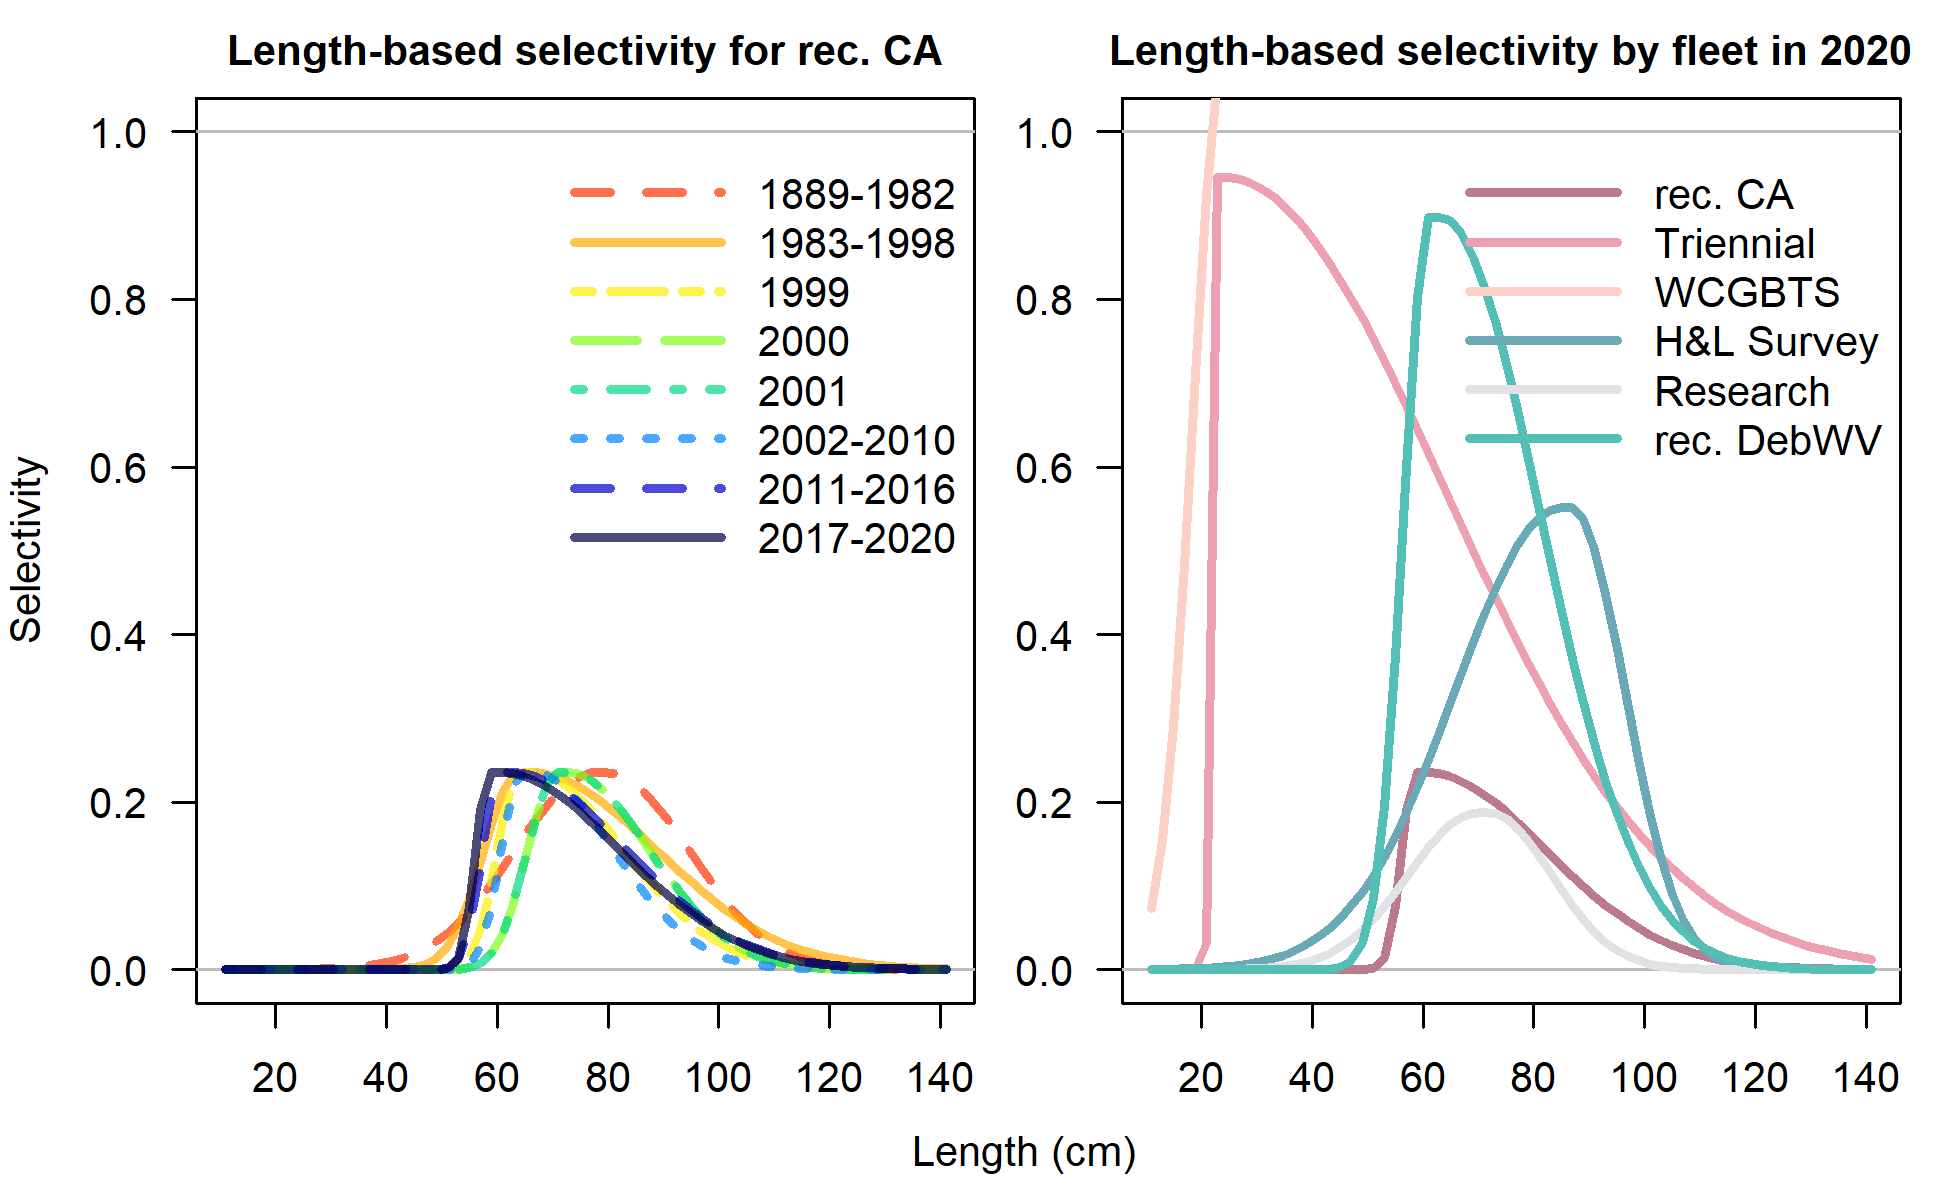 Length-based selectivity for rec. CA
Selectivity
1.0
0.8
0.6
0.4
0.2
0.0
1889-1982
1983-1998
1999
2000
2001
2002-2010
2011-2016
2017-2020
20 40 60 80 100 120 140
Length-based selectivity by fleet in 2020
1.0
0.8
0.6
0.4
0.2
0.0
rec. CA
Triennial
WCGBTS
H&L Survey
Research
rec. DebWV
20 40 60 80 100 120 140
Length (cm)